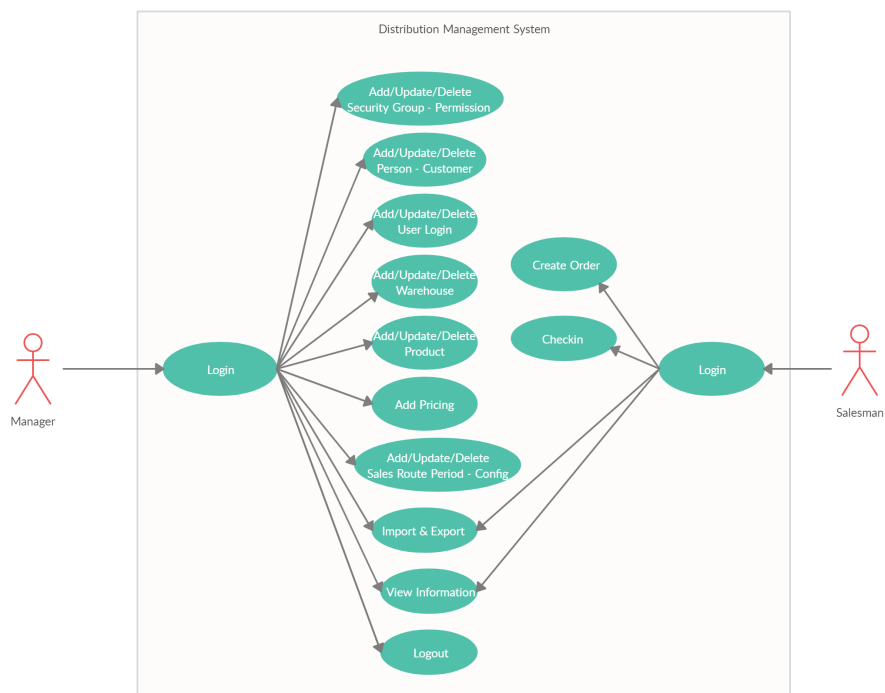 Distribution Management System
Add/Update/Delete
Security Group - Permission
Add/Update/Delete
Person - Customer
Add/Update/Delete
User Login
Add/Update/Delete
Warehouse
Add/Update/Delete
Product
Add Pricing
Add/Update/Delete
Sales Route Period - Config
Import & Export
View Information
Logout
Create Order
Checkin
Login
Login
Manager
Salesman